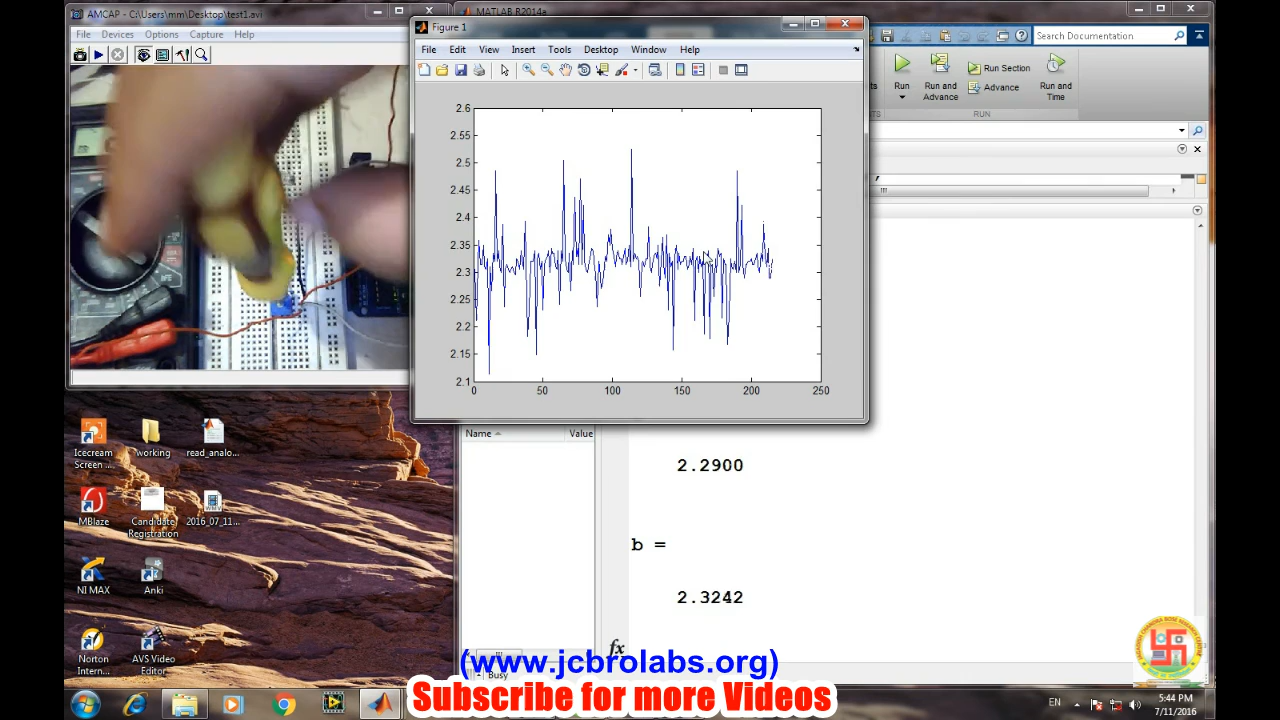 AMCAP - C:\Users\mm\Desktop\test1.avi
File Devices Options Capture Help
MATLAB R2014a
Figure 1
File Edit View Insert Tools Desktop Window Help
Search Documentation
Run
Run and Advance
Run Section
Advance
Run and Time
RUN
2.6
2.55
2.5
2.45
2.4
2.35
2.3
2.25
2.2
2.15
2.1
0 50 100 150 200 250
Name
Value
2.2900
b =
2.3242
fx
Busy
Icecream Screen ...
working
read_analo...
MBlaze
Candidate Registration
2016_07_11...
NI MAX
Anki
Norton Intern...
AVS Video Editor
(www.jcbrolabs.org)
Subscribe for more Videos
EN
5:44 PM
7/11/2016